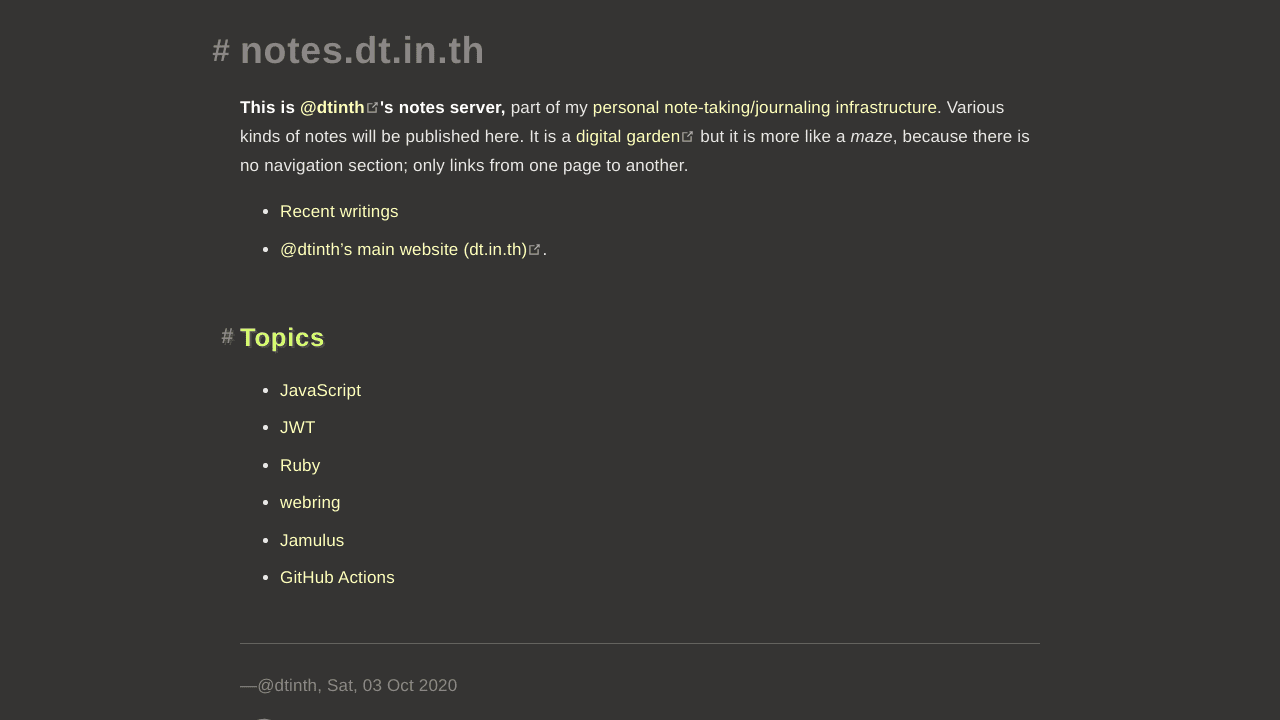 # notes.dt.in.th
This is @dtinth's notes server, part of my personal note-taking/journaling infrastructure. Various
kinds of notes will be published here. It is a digital garden but it is more like a maze, because there is
no navigation section; only links from one page to another.
• Recent writings
• @dtinth’s main website (dt.in.th).
# Topics
• JavaScript
• JWT
• Ruby
• webring
• Jamulus
• GitHub Actions
—@dtinth, Sat, 03 Oct 2020